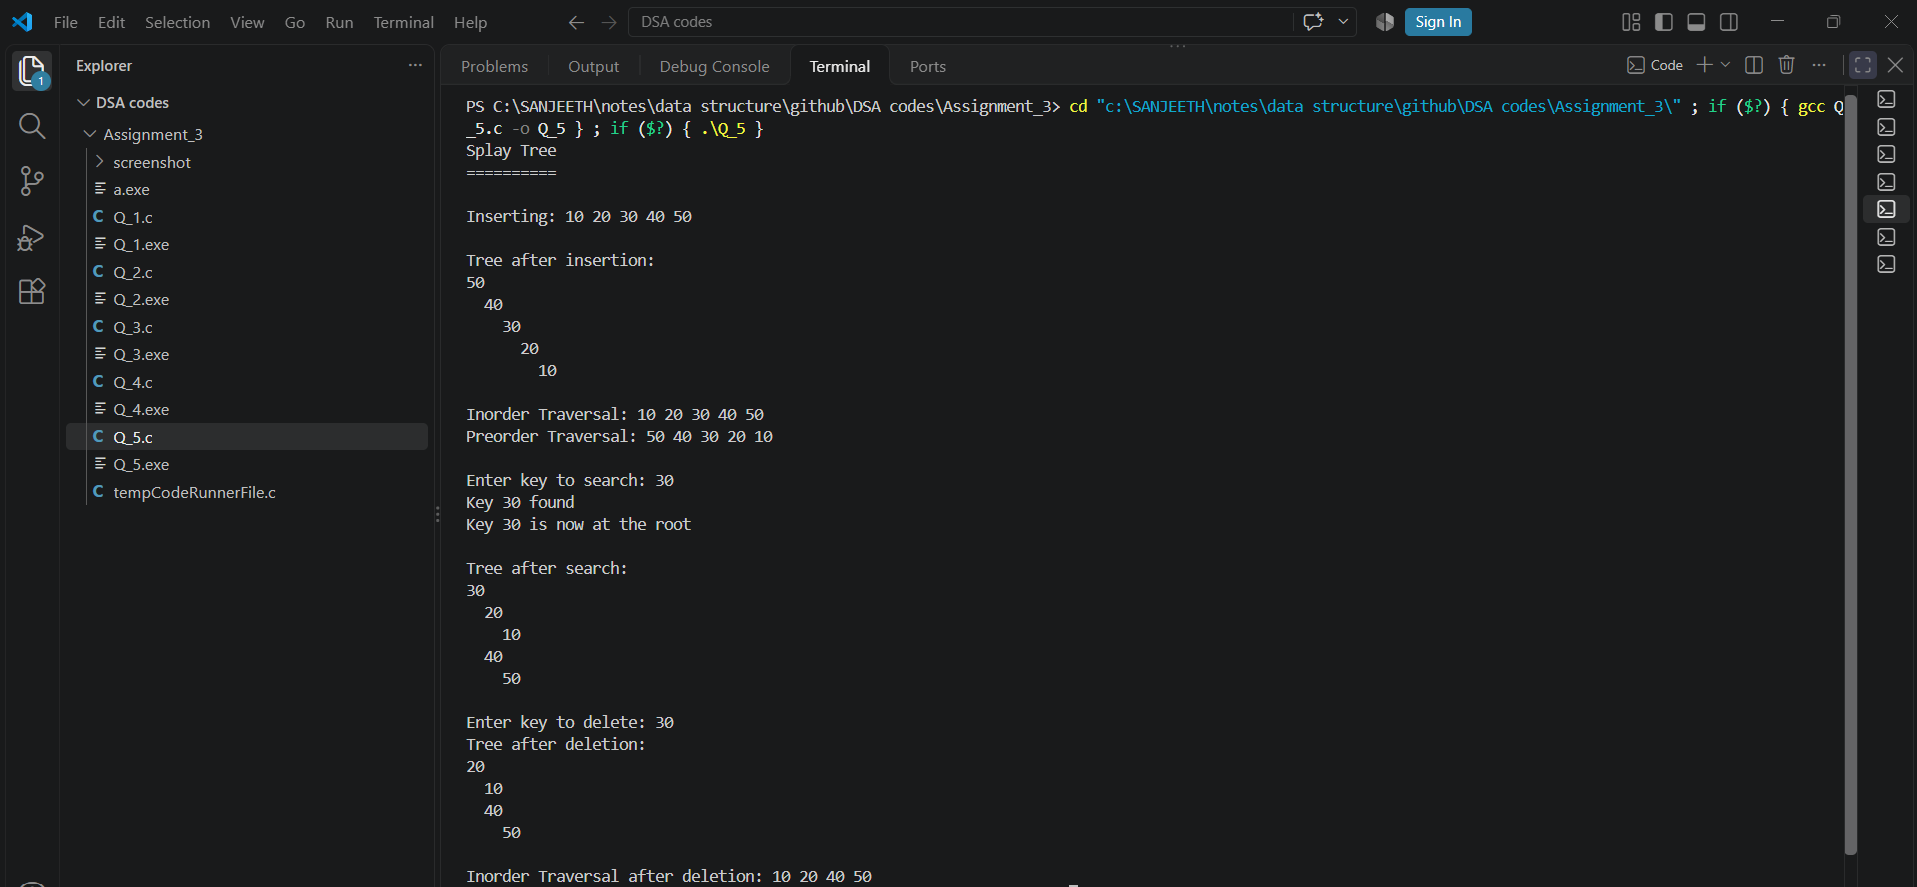 File Edit Selection View Go Run Terminal Help
DSA codes
Sign In
Explorer
1
DSA codes
Assignment_3
screenshot
a.exe
C Q_1.c
Q_1.exe
C Q_2.c
Q_2.exe
C Q_3.c
Q_3.exe
C Q_4.c
Q_4.exe
C Q_5.c
Q_5.exe
C tempCodeRunnerFile.c
Problems Output Debug Console Terminal Ports
Code
PS C:\SANJEETH\notes\data structure\github\DSA codes\Assignment_3> cd "c:\SANJEETH\notes\data structure\github\DSA codes\Assignment_3\" ; if ($?) { gcc Q
_5.c -o Q_5 } ; if ($?) { .\Q_5 }
Splay Tree
==========
Inserting: 10 20 30 40 50
Tree after insertion:
50
40
30
20
10
Inorder Traversal: 10 20 30 40 50
Preorder Traversal: 50 40 30 20 10
Enter key to search: 30
Key 30 found
Key 30 is now at the root
Tree after search:
30
20
10
40
50
Enter key to delete: 30
Tree after deletion:
20
10
40
50
Inorder Traversal after deletion: 10 20 40 50